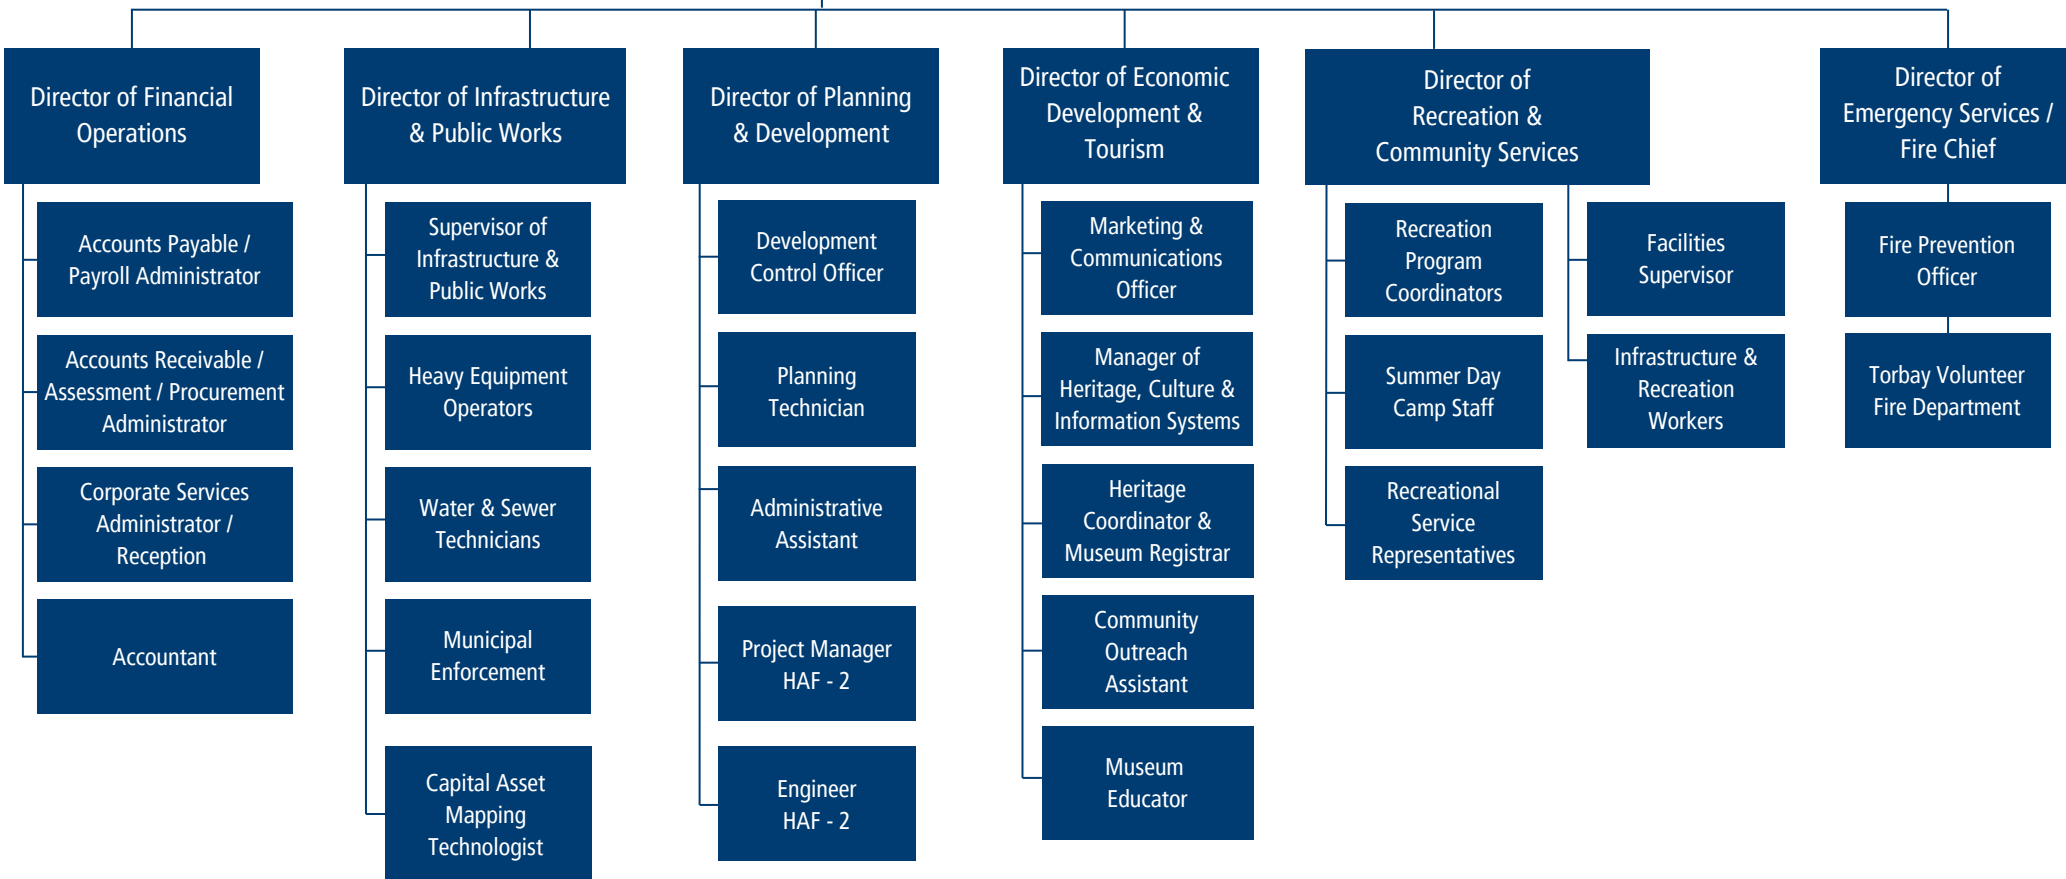 Director of Financial
Operations
Accounts Payable /
Payroll Administrator
Accounts Receivable /
Assessment / Procurement
Administrator
Corporate Services
Administrator /
Reception
Accountant
Director of Infrastructure
& Public Works
Supervisor of
Infrastructure &
Public Works
Heavy Equipment
Operators
Water & Sewer
Technicians
Municipal
Enforcement
Capital Asset
Mapping
Technologist
Director of Planning
& Development
Development
Control Officer
Planning
Technician
Administrative
Assistant
Project Manager
HAF - 2
Engineer
HAF - 2
Director of Economic
Development &
Tourism
Marketing &
Communications
Officer
Manager of
Heritage, Culture &
Information Systems
Heritage
Coordinator &
Museum Registrar
Community
Outreach
Assistant
Museum
Educator
Director of
Recreation &
Community Services
Recreation
Program
Coordinators
Summer Day
Camp Staff
Recreational
Service
Representatives
Facilities
Supervisor
Infrastructure &
Recreation
Workers
Director of
Emergency Services /
Fire Chief
Fire Prevention
Officer
Torbay Volunteer
Fire Department